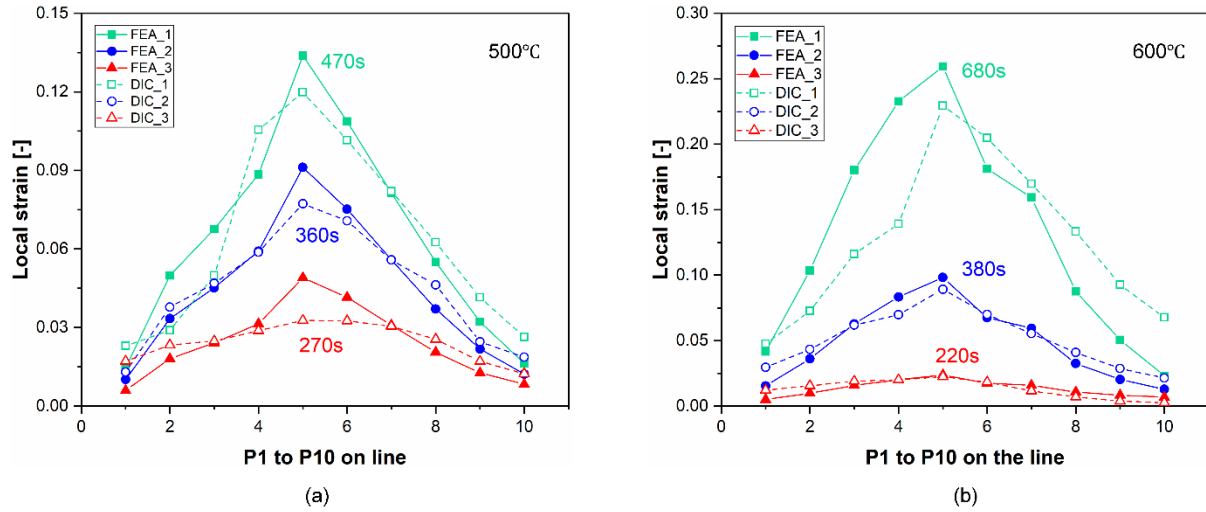 0.15
0.12
0.09
0.06
0.03
0.00
0 2 4 6 8 10
Local strain [-]
P1 to P10 on line
FEA_1
FEA_2
FEA_3
DIC_1
DIC_2
DIC_3
500℃
470s
360s
270s
(a)
0.30
0.25
0.20
0.15
0.10
0.05
0.00
0 2 4 6 8 10
Local strain [-]
P1 to P10 on the line
FEA_1
FEA_2
FEA_3
DIC_1
DIC_2
DIC_3
600℃
680s
380s
220s
(b)